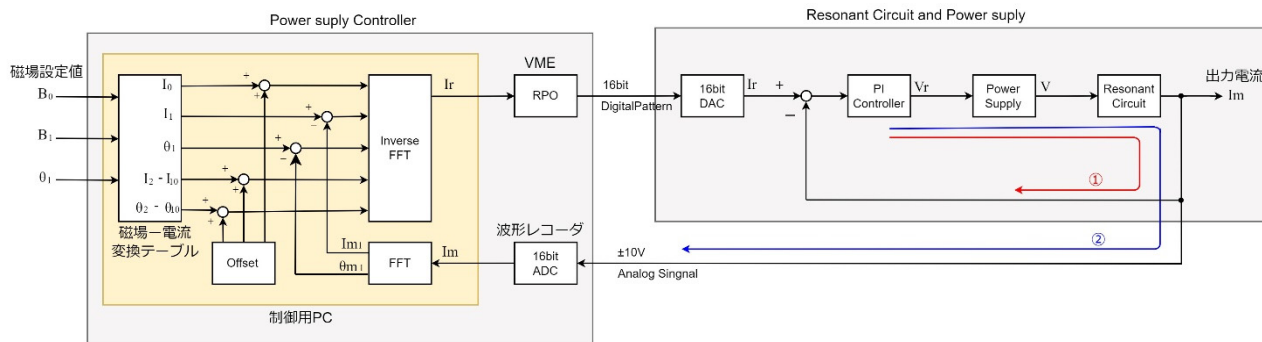 Power suply Controller
Resonant Circuit and Power suply
磁場設定値
B0
B1
θ1
I0
I1
θ1
I2 - I10
θ2 - θ10
磁場ー電流
変換テーブル
+
+
+
−
+
−
+
+
+
+
Offset
Inverse
FFT
Im1
θm1
FFT
Im
制御用PC
Ir
VME
RPO
16bit
DigitalPattern
波形レコーダ
16bit
ADC
±10V
Analog Singnal
16bit
DAC
Ir
+
−
PI
Controller
Vr
Power
Supply
V
Resonant
Circuit
出力電流
Im
①
②